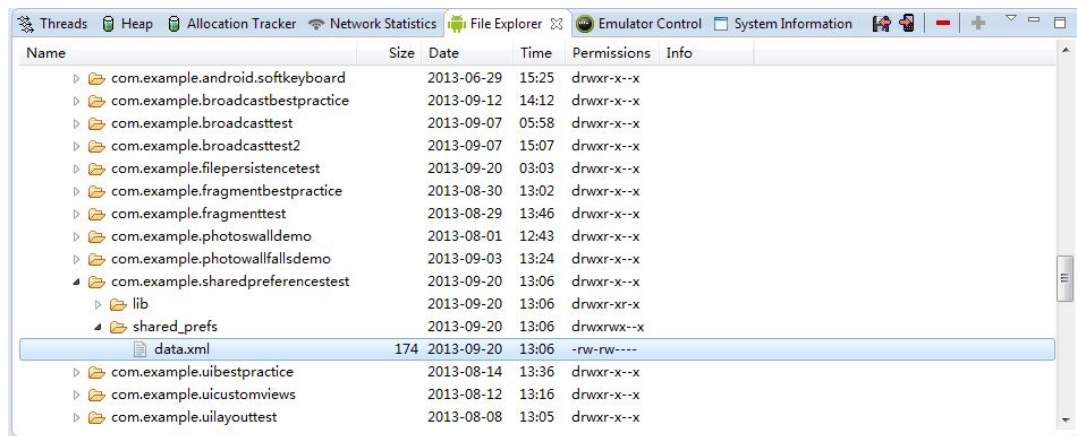 Threads Heap Allocation Tracker Network Statistics File Explorer Emulator Control System Information
Name Size Date Time Permissions Info
com.example.android.softkeyboard 2013-06-29 15:25 drwxr-x--x
com.example.broadcastbestpractice 2013-09-12 14:12 drwxr-x--x
com.example.broadcasttest 2013-09-07 05:58 drwxr-x--x
com.example.broadcasttest2 2013-09-07 15:07 drwxr-x--x
com.example.filepersistencetest 2013-09-20 03:03 drwxr-x--x
com.example.fragmentbestpractice 2013-08-30 13:02 drwxr-x--x
com.example.fragmenttest 2013-08-29 13:46 drwxr-x--x
com.example.photoswalldemo 2013-08-01 12:43 drwxr-x--x
com.example.photowallfallsdemo 2013-09-03 13:24 drwxr-x--x
com.example.sharedpreferencestest 2013-09-20 13:06 drwxr-x--x
lib 2013-09-20 13:06 drwxr-xr-x
shared_prefs 2013-09-20 13:06 drwxrwx--x
data.xml 174 2013-09-20 13:06 -rw-rw----
com.example.uibestpractice 2013-08-14 13:36 drwxr-x--x
com.example.uicustomviews 2013-08-12 13:16 drwxr-x--x
com.example.uilayouttest 2013-08-08 13:05 drwxr-x--x